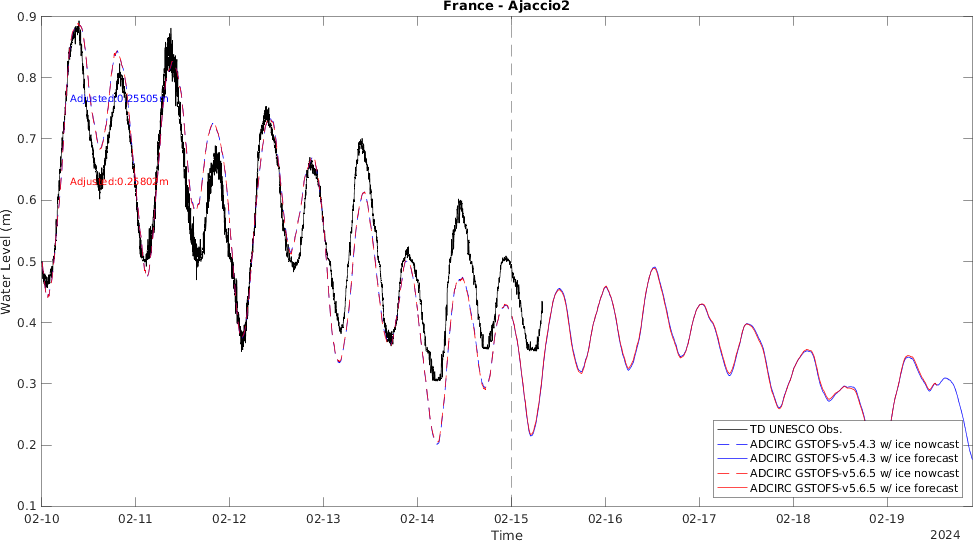 France - Ajaccio2
0.9
0.8
0.7
0.6
0.5
0.4
0.3
0.2
0.1
Water Level (m)
Adjusted:0.25505m
Adjusted:0.25802m
TD UNESCO Obs.
ADCIRC GSTOFS-v5.4.3 w/ ice nowcast
ADCIRC GSTOFS-v5.4.3 w/ ice forecast
ADCIRC GSTOFS-v5.6.5 w/ ice nowcast
ADCIRC GSTOFS-v5.6.5 w/ ice forecast
02-10 02-11 02-12 02-13 02-14 02-15 02-16 02-17 02-18 02-19
Time
2024